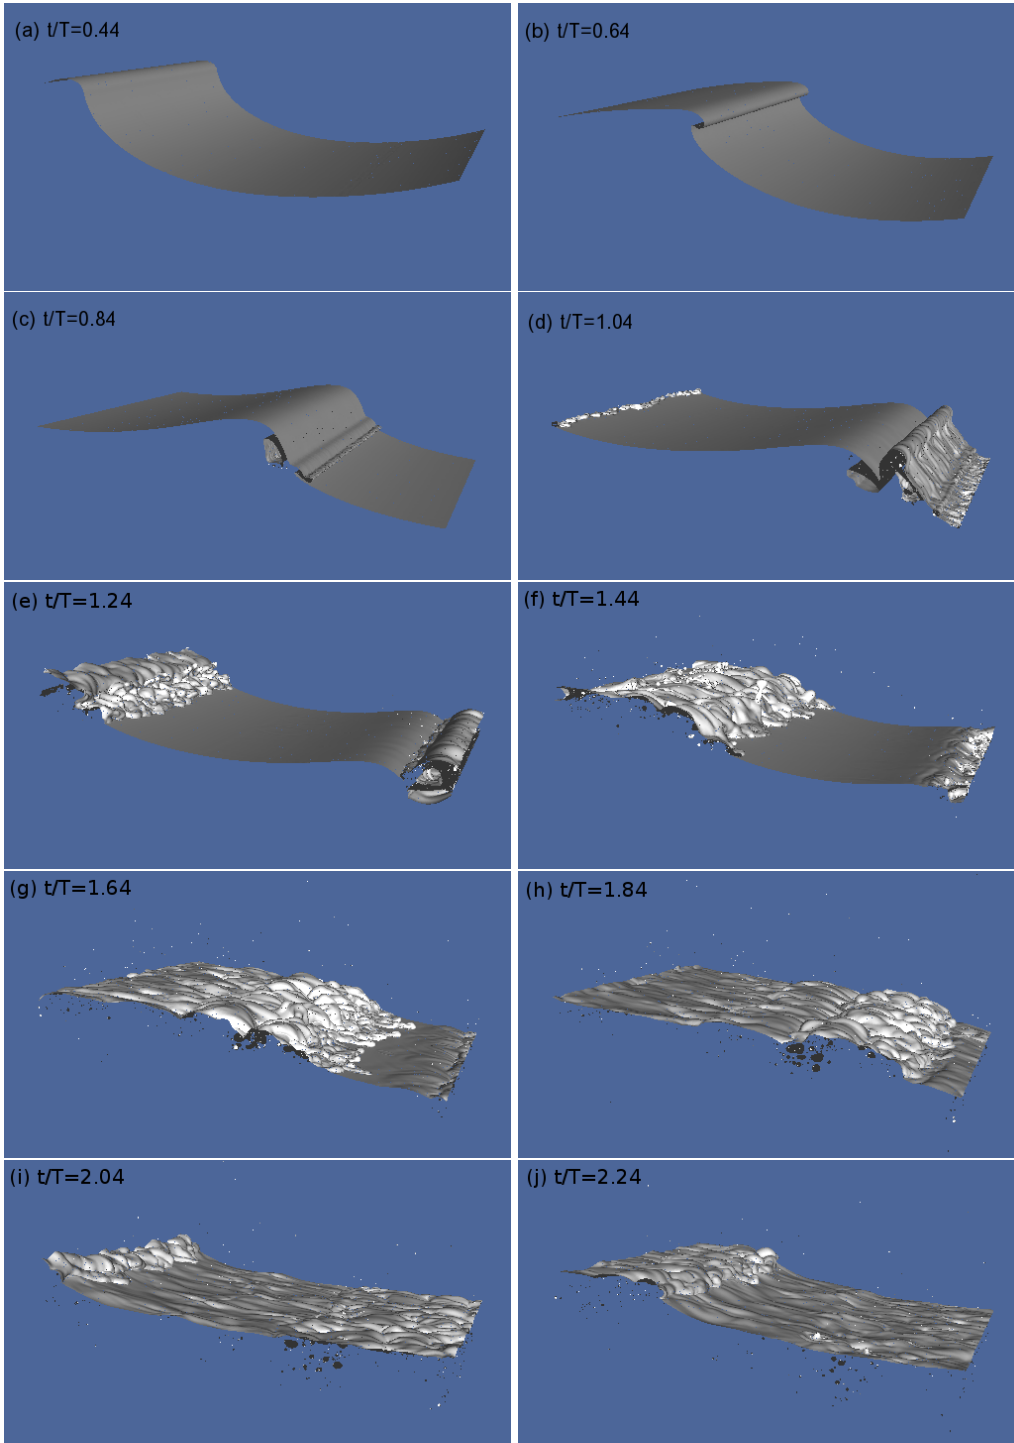 (a) t/T=0.44
(b) t/T=0.64
(c) t/T=0.84
(d) t/T=1.04
(e) t/T=1.24
(f) t/T=1.44
(g) t/T=1.64
(h) t/T=1.84
(i) t/T=2.04
(j) t/T=2.24